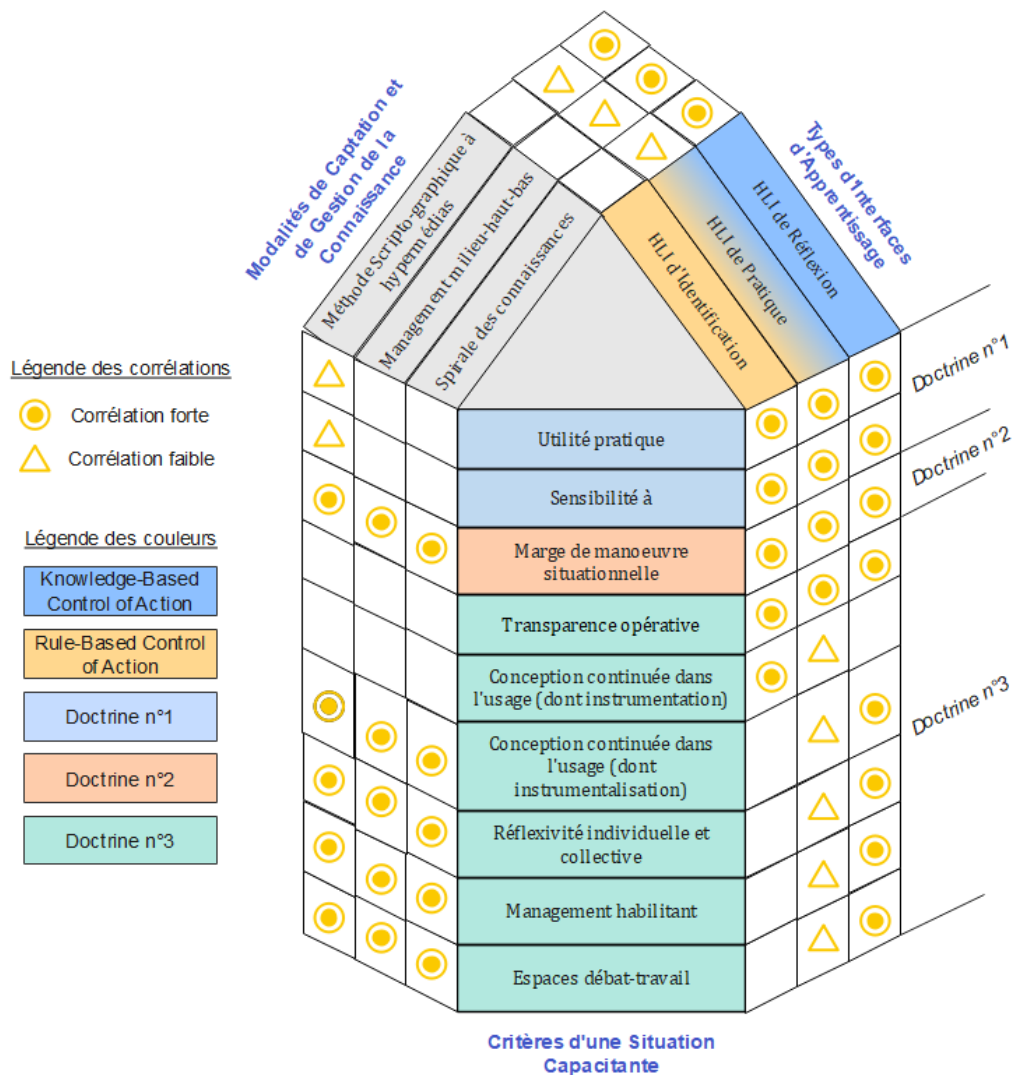 Modalités de Captation et
de Gestion de la
Connaissance
Types d'Interfaces
d'Apprentissage
Méthode Scripto-graphique à
hypermédias
Management milieu-haut-bas
Spirale des connaissances
HLI d'Identification
HLI de Pratique
HLI de Réflexion
Doctrine n°1
Doctrine n°2
Doctrine n°3
Légende des corrélations
Corrélation forte
Corrélation faible
Légende des couleurs
Knowledge-Based
Control of Action
Rule-Based Control
of Action
Doctrine n°1
Doctrine n°2
Doctrine n°3
Utilité pratique
Sensibilité à
Marge de manoeuvre
situationnelle
Transparence opérative
Conception continuée dans
l'usage (dont instrumentation)
Conception continuée dans
l'usage (dont
instrumentalisation)
Réflexivité individuelle et
collective
Management habilitant
Espaces débat-travail
Critères d'une Situation
Capacitante